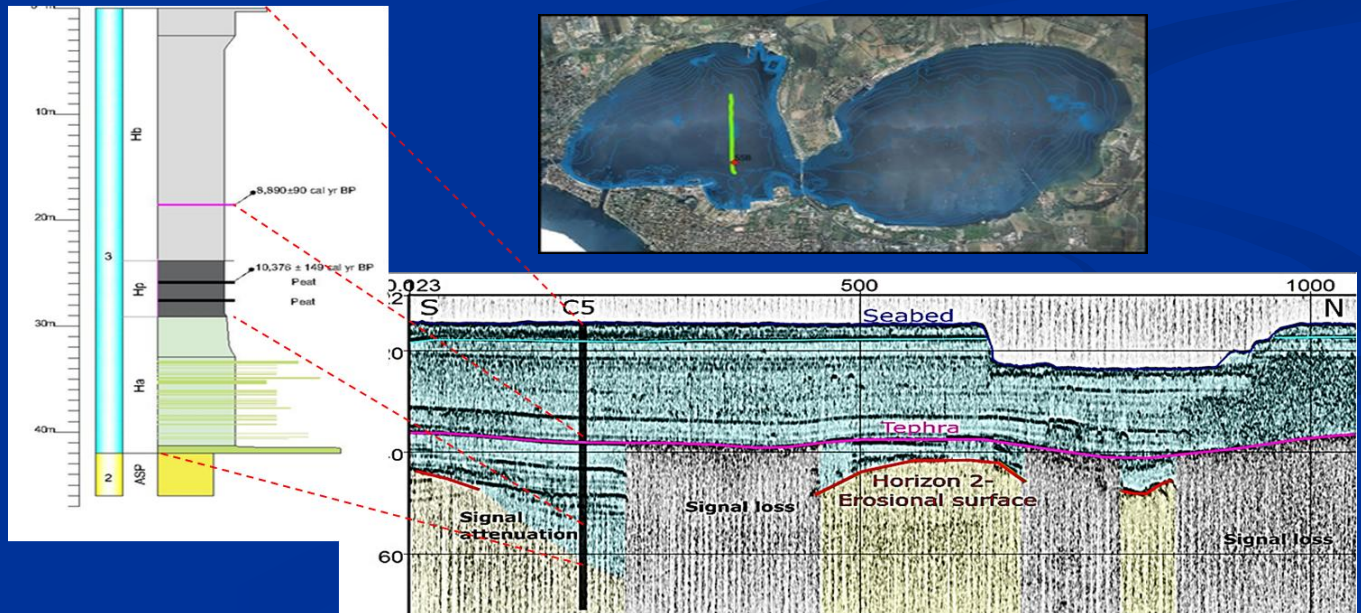 10m
20m
30m
40m
3
2
Hb
Hp
Ha
ASP
8,890±90 cal yr BP
10,376 ± 149 cal yr BP
Peat
Peat
0.023
500
1000
S
C5
N
Seabed
Tephra
Horizon 2-
Erosional surface
Signal
attenuation
Signal loss
Signal loss
60